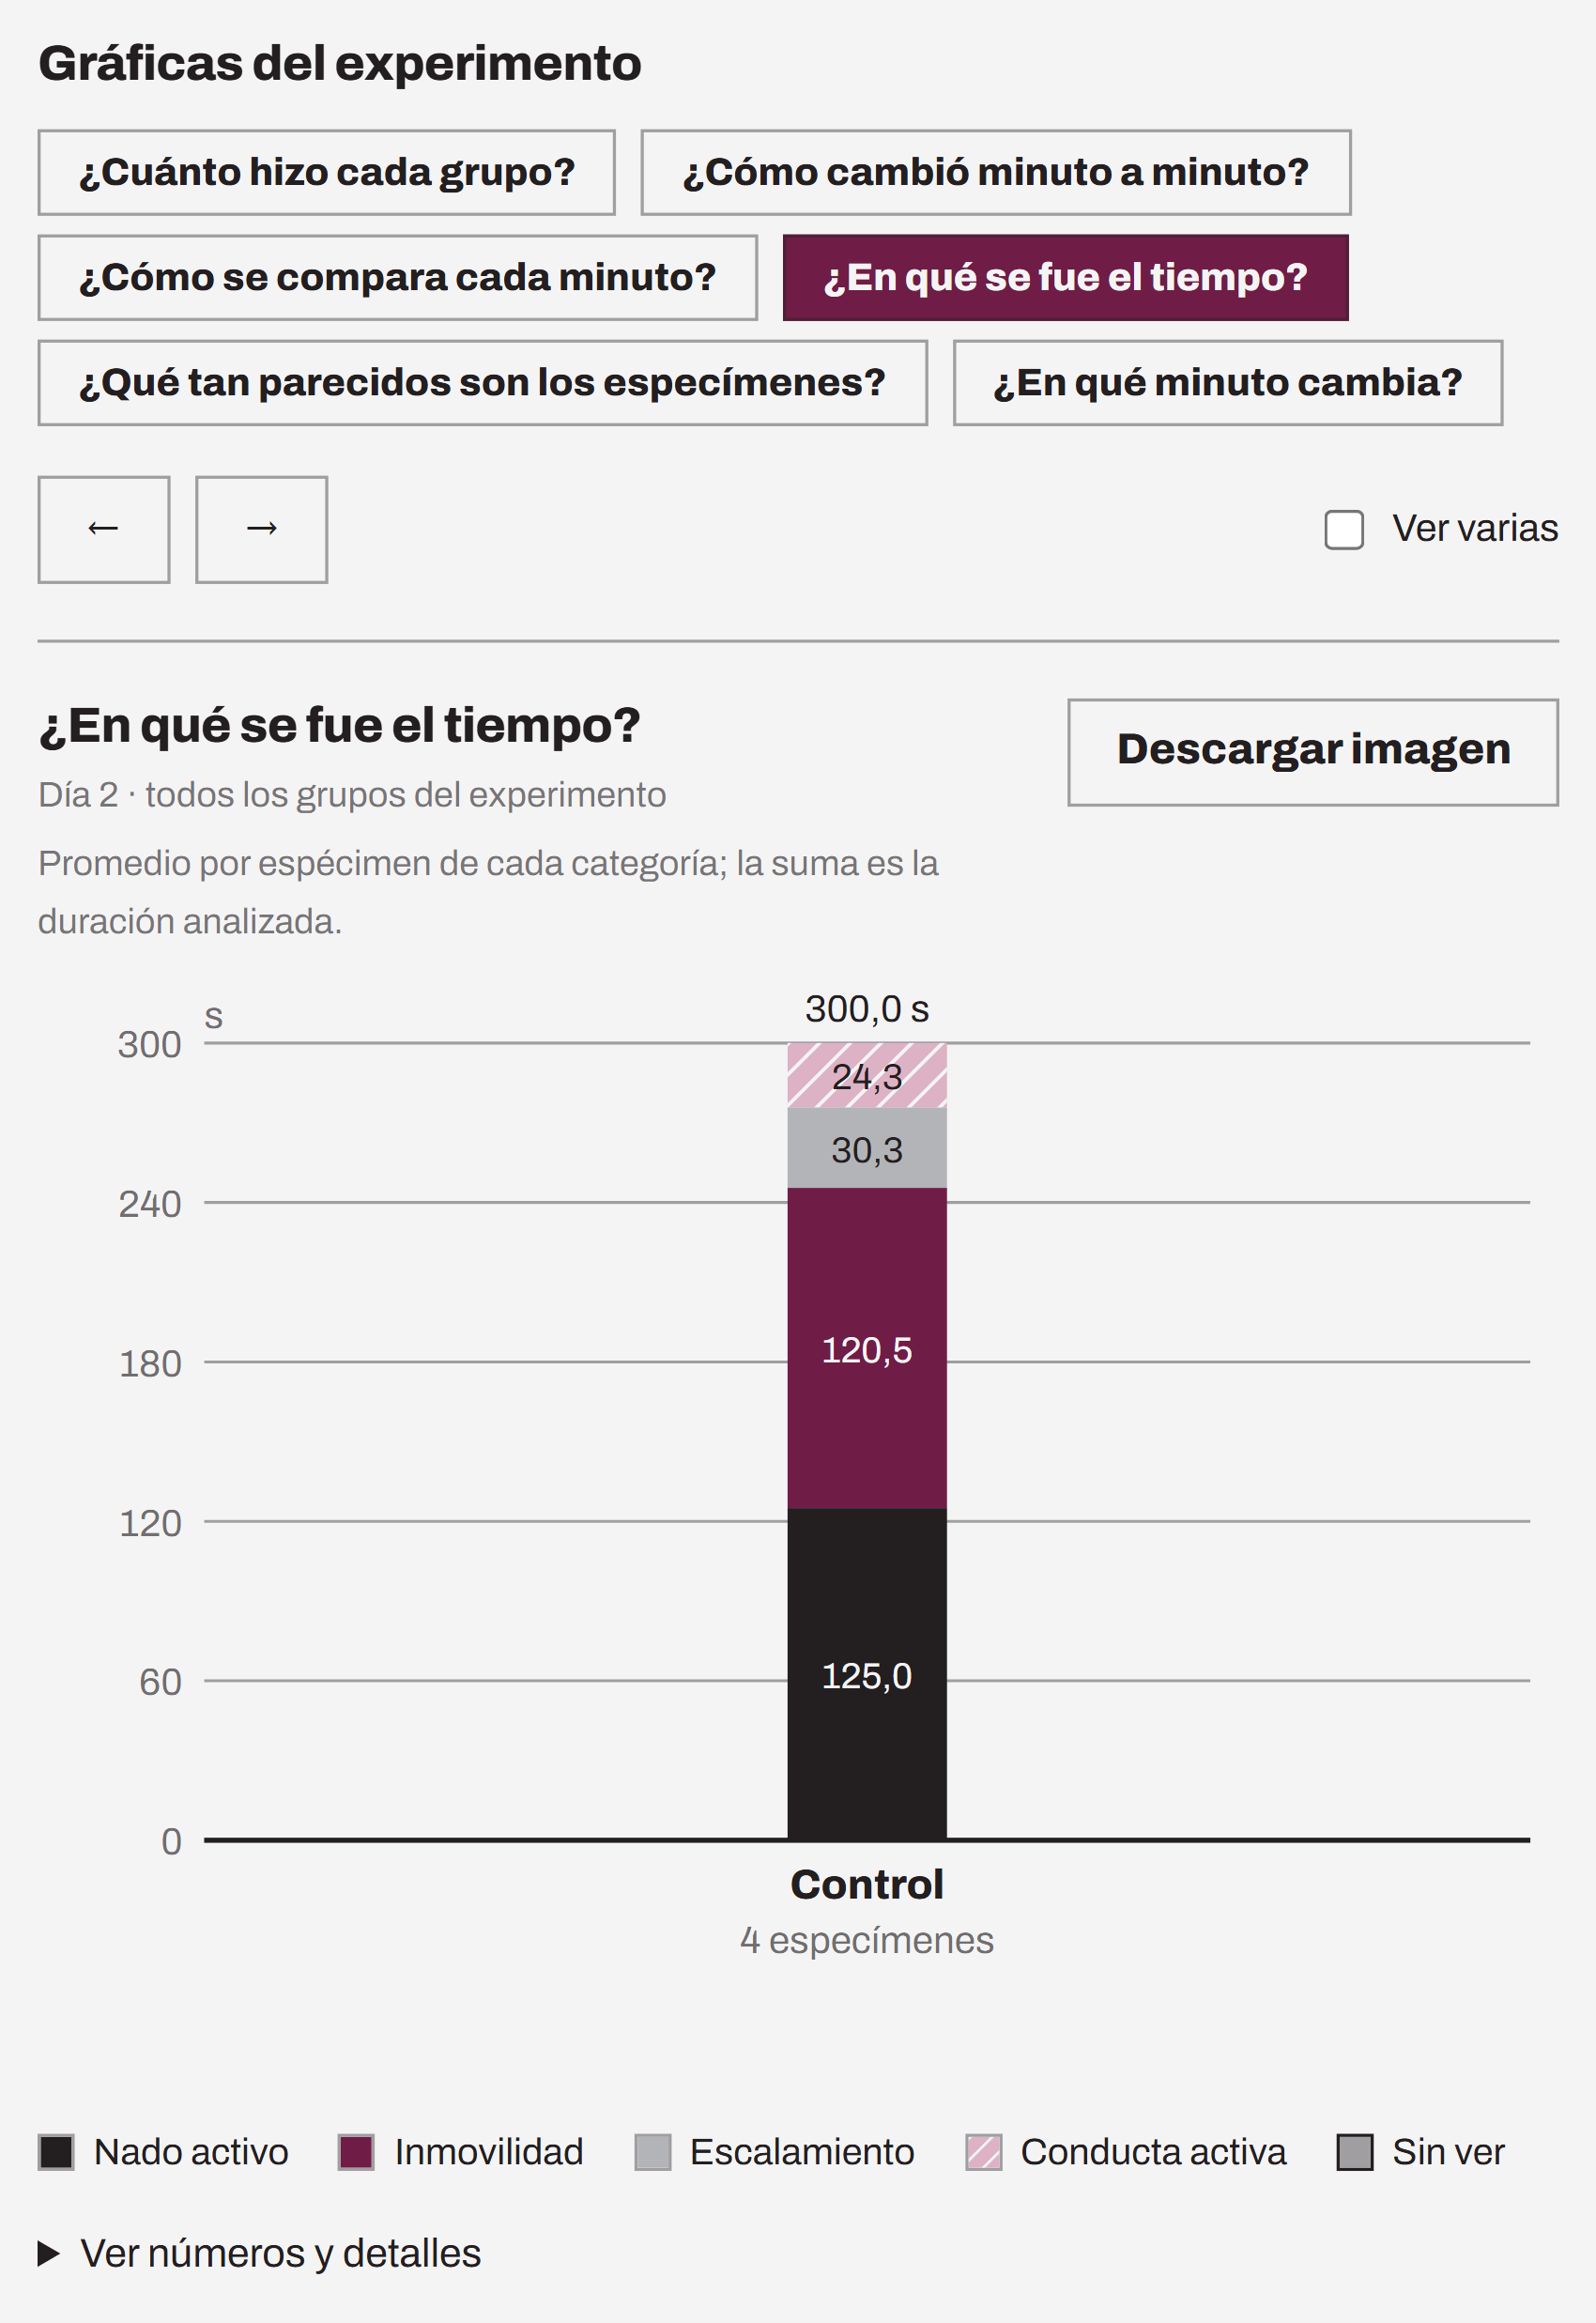 Gráficas del experimento
¿Cuánto hizo cada grupo?
¿Cómo cambió minuto a minuto?
¿Cómo se compara cada minuto?
¿En qué se fue el tiempo?
¿Qué tan parecidos son los especímenes?
¿En qué minuto cambia?
← →
Ver varias
¿En qué se fue el tiempo?
Descargar imagen
Día 2 · todos los grupos del experimento
Promedio por espécimen de cada categoría; la suma es la
duración analizada.
s
300,0 s
300
24,3
30,3
240
120,5
180
120
125,0
60
0
Control
4 especímenes
Nado activo
Inmovilidad
Escalamiento
Conducta activa
Sin ver
▶ Ver números y detalles